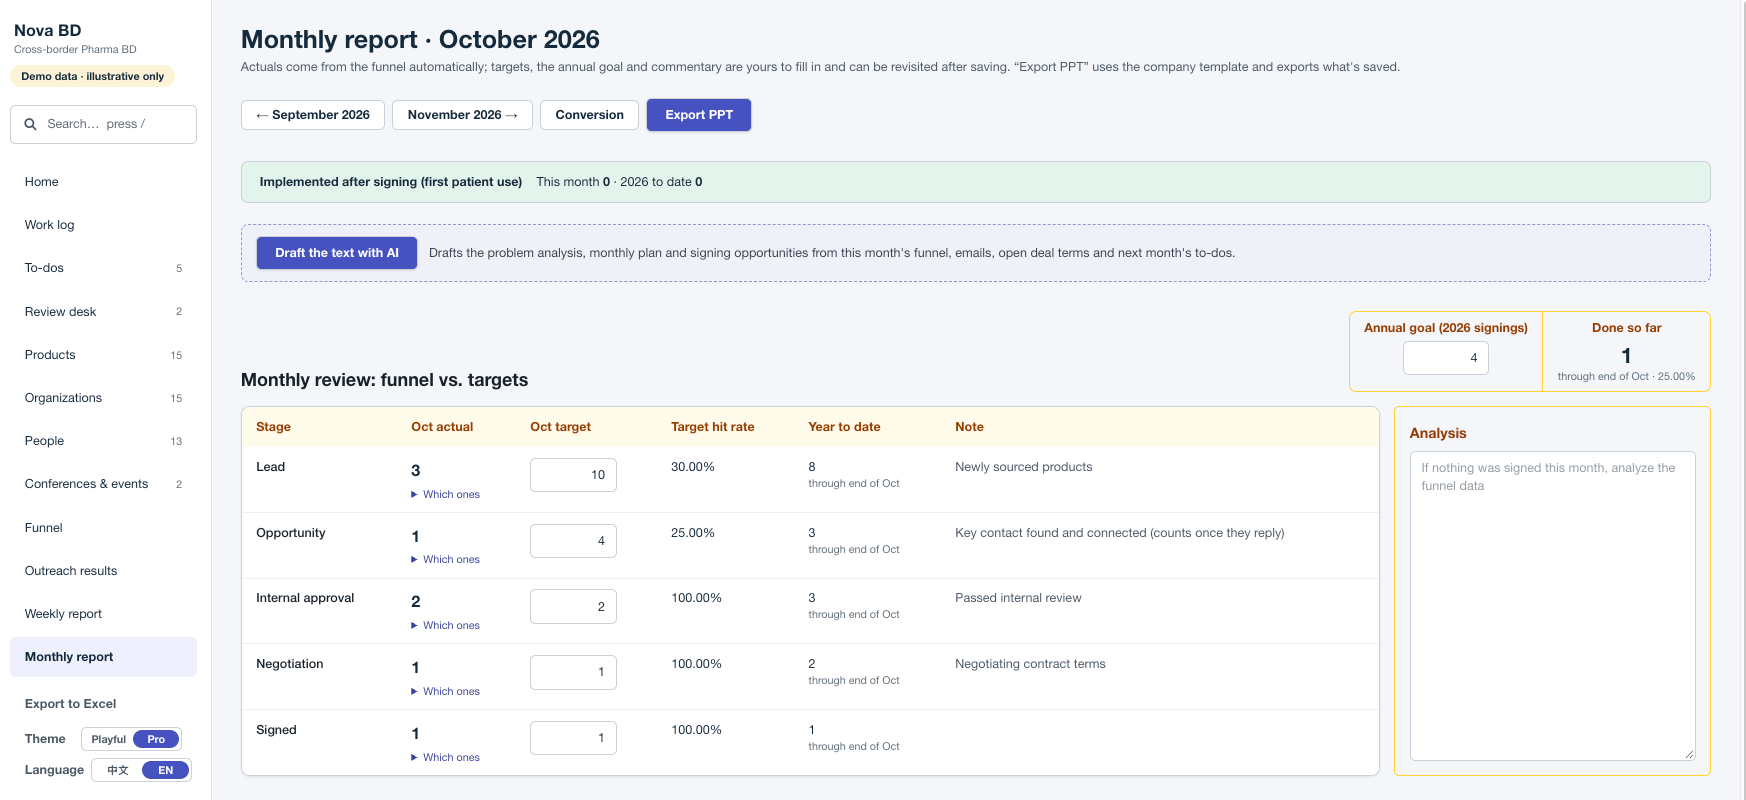 Nova BD
Cross-border Pharma BD
Demo data · illustrative only
Search… press /
Home
Work log
To-dos 5
Review desk 2
Products 15
Organizations 15
People 13
Conferences & events 2
Funnel
Outreach results
Weekly report
Monthly report
Export to Excel
Theme Playful Pro
Language 中文 EN
Monthly report · October 2026
Actuals come from the funnel automatically; targets, the annual goal and commentary are yours to fill in and can be revisited after saving. “Export PPT” uses the company template and exports what's saved.
← September 2026 November 2026 → Conversion Export PPT
Implemented after signing (first patient use) This month 0 · 2026 to date 0
Draft the text with AI Drafts the problem analysis, monthly plan and signing opportunities from this month's funnel, emails, open deal terms and next month's to-dos.
Annual goal (2026 signings) Done so far
4 1
through end of Oct · 25.00%
Monthly review: funnel vs. targets
Stage Oct actual Oct target Target hit rate Year to date Note
Lead 3 10 30.00% 8 Newly sourced products
▶ Which ones through end of Oct
Opportunity 1 4 25.00% 3 Key contact found and connected (counts once they reply)
▶ Which ones through end of Oct
Internal approval 2 2 100.00% 3 Passed internal review
▶ Which ones through end of Oct
Negotiation 1 1 100.00% 2 Negotiating contract terms
▶ Which ones through end of Oct
Signed 1 1 100.00% 1
▶ Which ones through end of Oct
Analysis
If nothing was signed this month, analyze the
funnel data